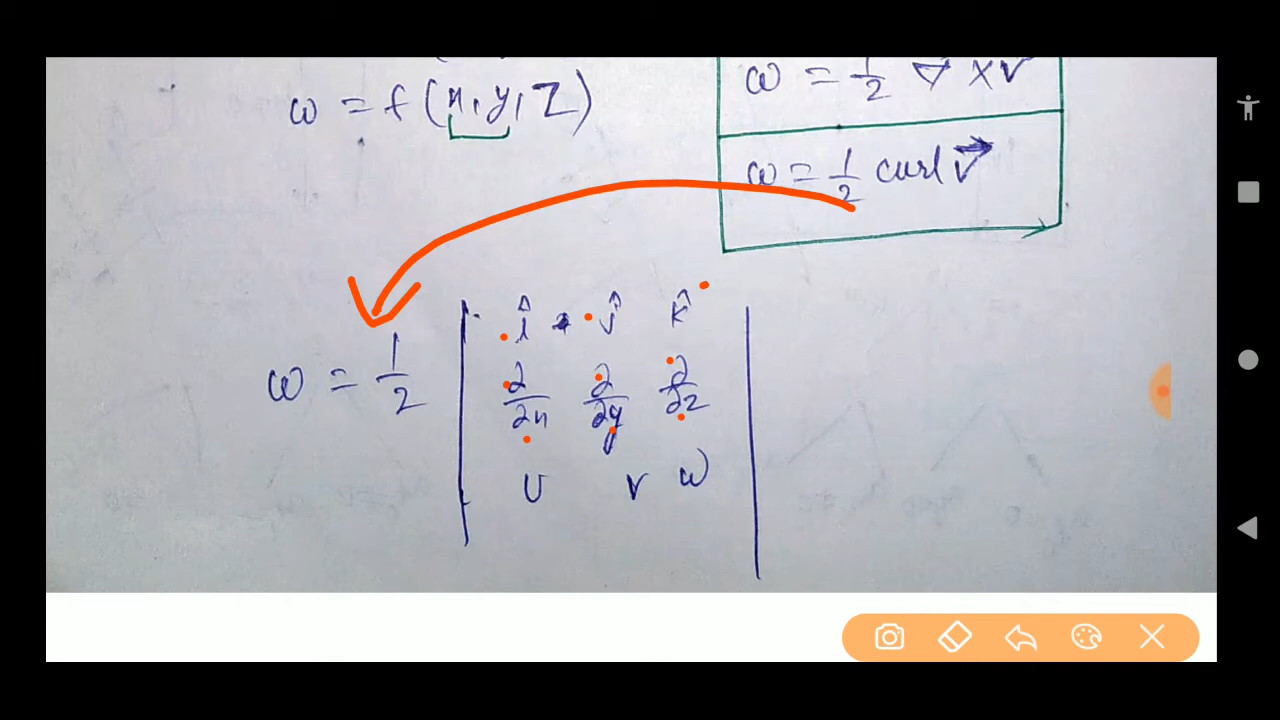 ω = 1/2 ∇ × V
ω = f (x, y, z)
ω = 1/2 curl V⃗
ω = 1/2 | î ĵ k̂
∂/∂x ∂/∂y ∂/∂z
U V ω |